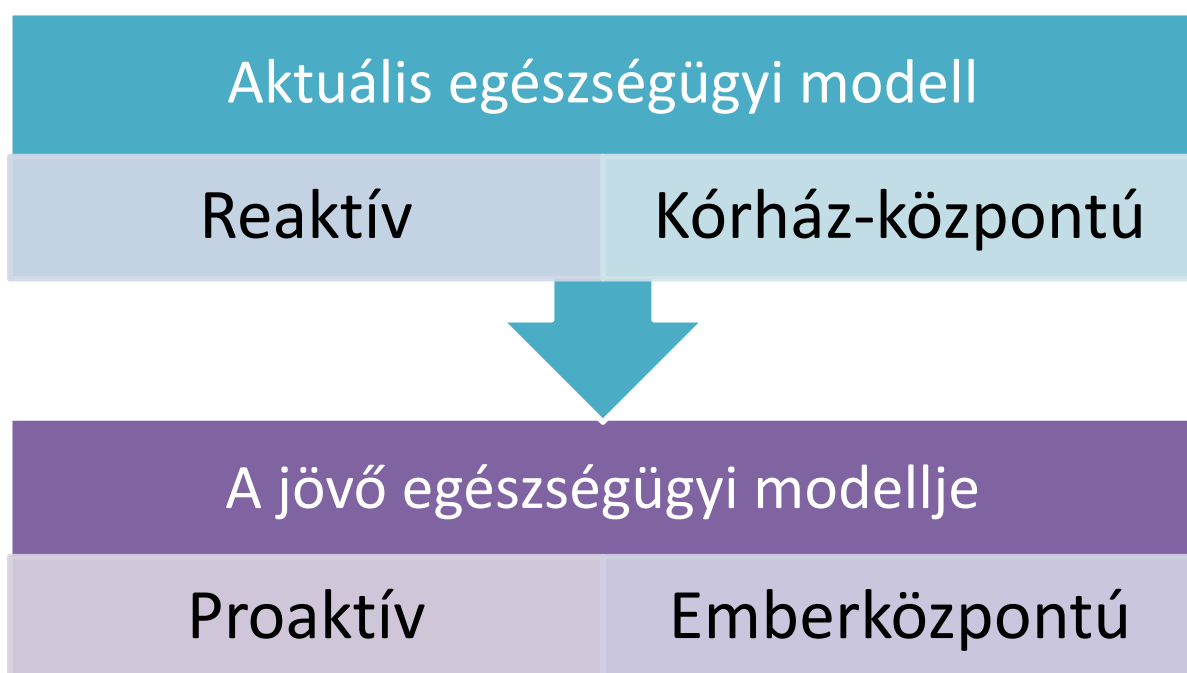 Aktuális egészségügyi modell
Reaktív
Kórház-központú
A jövő egészségügyi modellje
Proaktív
Emberközpontú